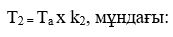 T₂ = Tₐ x k₂, мұндағы: